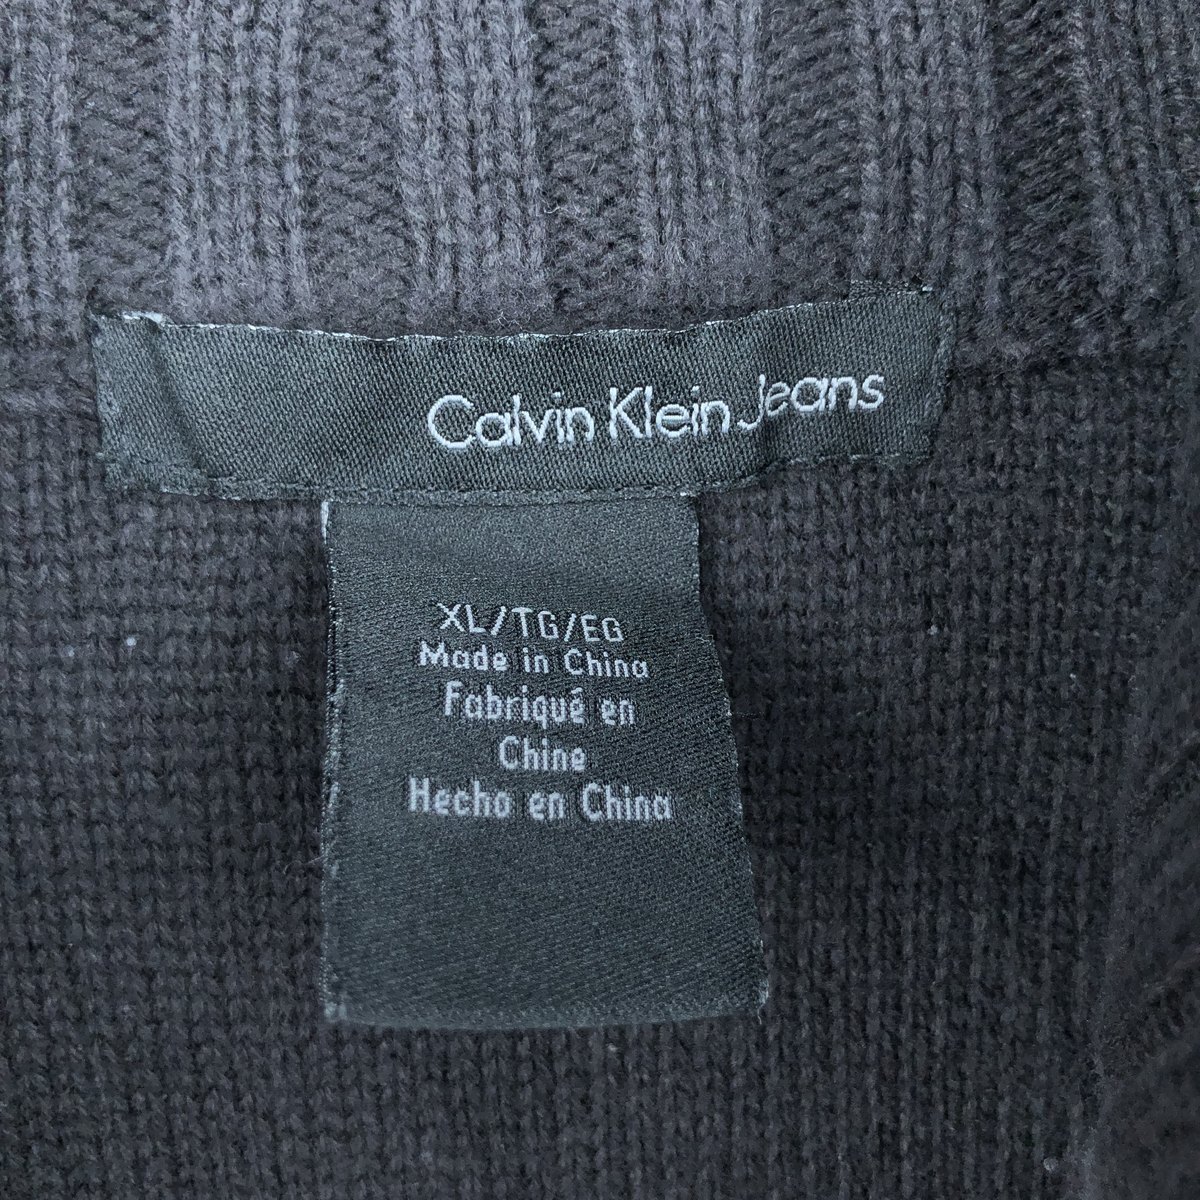 Calvin Klein Jeans
XL/TG/EG
Made in China
Fabriqué en
Chine
Hecho en China